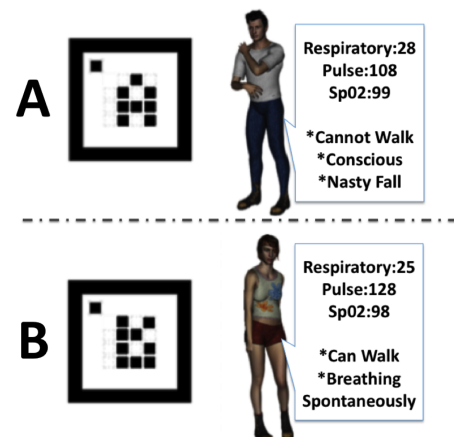 A
Respiratory:28
Pulse:108
Sp02:99
*Cannot Walk
*Conscious
*Nasty Fall
B
Respiratory:25
Pulse:128
Sp02:98
*Can Walk
*Breathing
Spontaneously